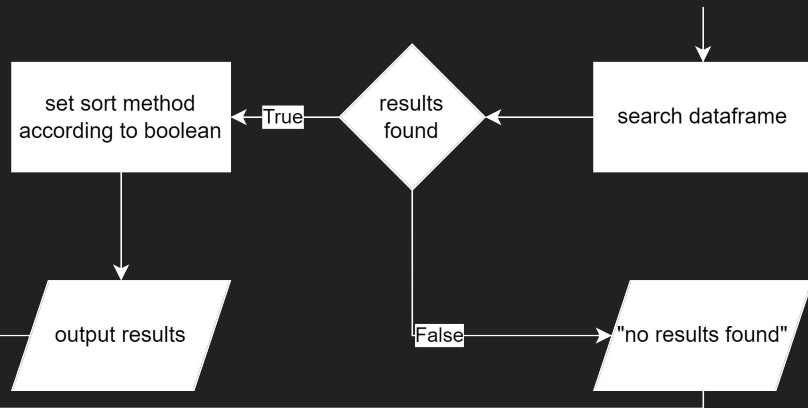 set sort method
according to boolean
True
results
found
search dataframe
output results
False
"no results found"